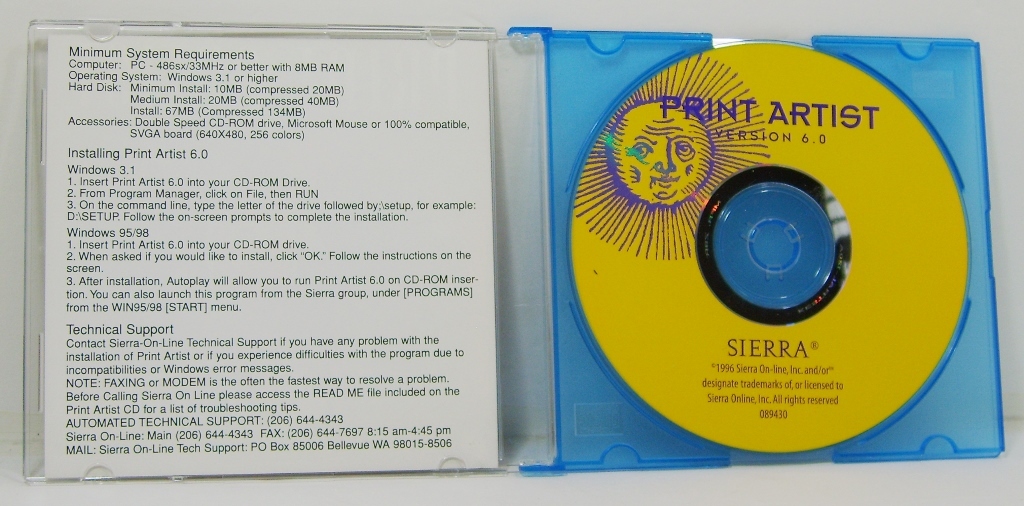 Minimum System Requirements
Computer: PC - 486sx/33MHz or better with 8MB RAM
Operating System: Windows 3.1 or higher
Hard Disk: Minimum Install: 10MB (compressed 20MB)
Medium Install: 20MB (compressed 40MB)
Install: 67MB (Compressed 134MB)
Accessories: Double Speed CD-ROM drive, Microsoft Mouse or 100% compatible,
SVGA board (640X480, 256 colors)
Installing Print Artist 6.0
Windows 3.1
1. Insert Print Artist 6.0 into your CD-ROM Drive.
2. From Program Manager, click on File, then RUN
3. On the command line, type the letter of the drive followed by;\setup, for example:
D:\SETUP. Follow the on-screen prompts to complete the installation.
Windows 95/98
1. Insert Print Artist 6.0 into your CD-ROM drive.
2. When asked if you would like to install, click "OK." Follow the instructions on the
screen.
3. After installation, Autoplay will allow you to run Print Artist 6.0 on CD-ROM inser-
tion. You can also launch this program from the Sierra group, under [PROGRAMS]
from the WIN95/98 [START] menu.
Technical Support
Contact Sierra-On-Line Technical Support if you have any problem with the
installation of Print Artist or if you experience difficulties with the program due to
incompatibilities or Windows error messages.
NOTE: FAXING or MODEM is the often the fastest way to resolve a problem.
Before Calling Sierra On Line please access the READ ME file included on the
Print Artist CD for a list of troubleshooting tips.
AUTOMATED TECHNICAL SUPPORT: (206) 644-4343
Sierra On-Line: Main (206) 644-4343 FAX: (206) 644-7697 8:15 am-4:45 pm
MAIL: Sierra On-Line Tech Support: PO Box 85006 Bellevue WA 98015-8506
PRINT ARTIST
VERSION 6.0
SIERRA®
©1996 Sierra On-line, Inc. and/or™
designate trademarks of, or licensed to
Sierra Online, Inc. All rights reserved
089430